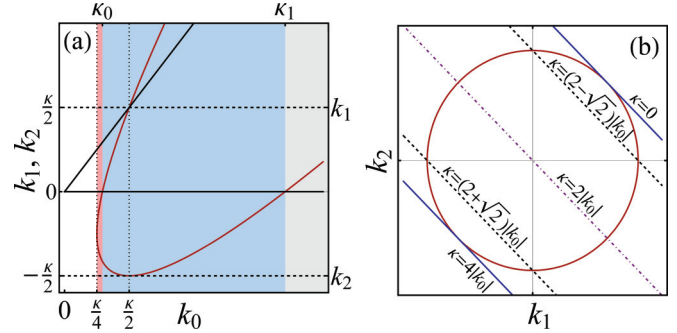 κ₀ κ₁
(a)
k₁, k₂
κ/2
0
-κ/2
k₁
k₂
0 κ/4 κ/2 k₀
(b)
κ=0
κ=(2-√2)|k₀|
κ=2|k₀|
κ=(2+√2)|k₀|
κ=4|k₀|
k₂
k₁